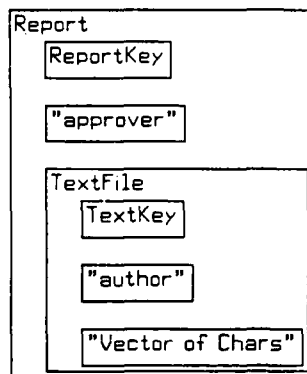 Report
ReportKey
"approver"
TextFile
TextKey
"author"
"Vector of Chars"